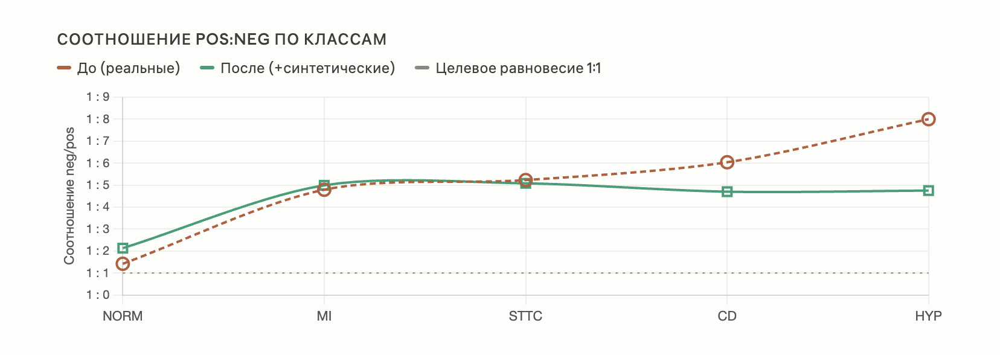 СООТНОШЕНИЕ POS:NEG ПО КЛАССАМ
До (реальные) После (+синтетические) Целевое равновесие 1:1
Соотношение neg/pos
1 : 9
1 : 8
1 : 7
1 : 6
1 : 5
1 : 4
1 : 3
1 : 2
1 : 1
1 : 0
NORM MI STTC CD HYP